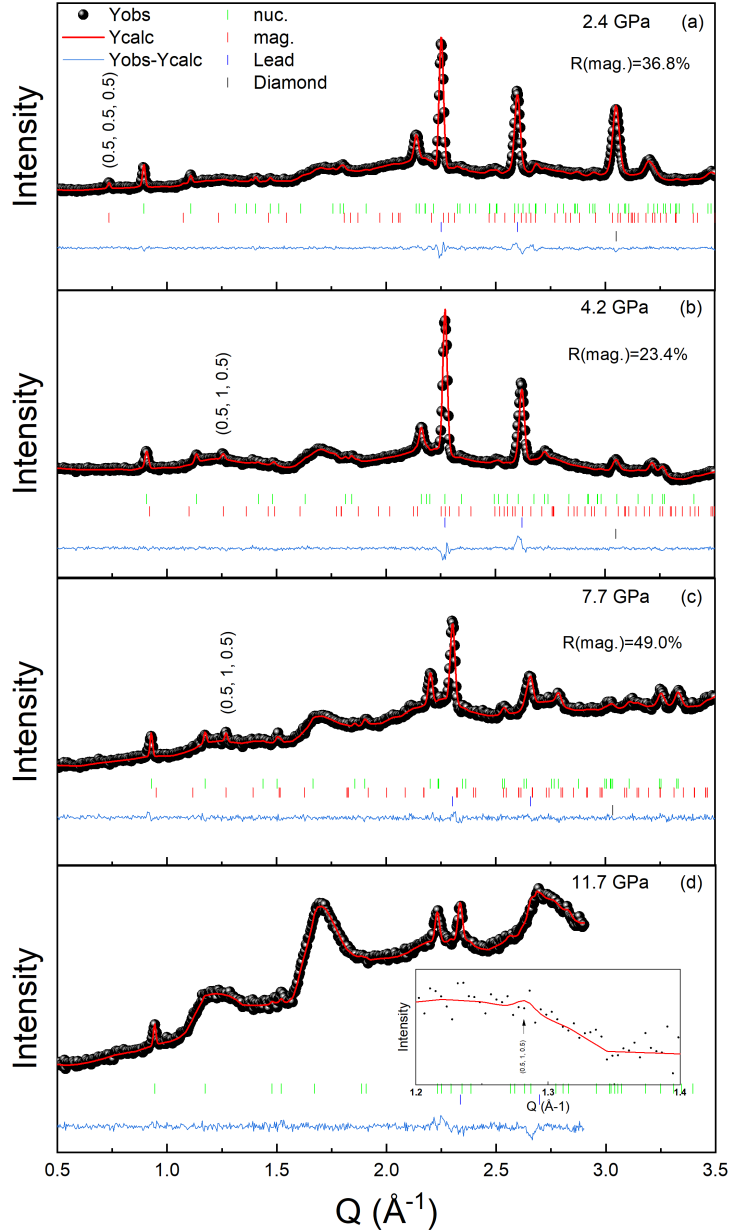 Yobs
Ycalc
Yobs-Ycalc
nuc.
mag.
Lead
Diamond
2.4 GPa (a)
R(mag.)=36.8%
(0.5, 0.5, 0.5)
Intensity
4.2 GPa (b)
R(mag.)=23.4%
(0.5, 1, 0.5)
Intensity
7.7 GPa (c)
R(mag.)=49.0%
(0.5, 1, 0.5)
Intensity
11.7 GPa (d)
Intensity
Intensity
(0.5, 1, 0.5)
1.2 1.3 1.4
Q (Å-1)
0.5 1.0 1.5 2.0 2.5 3.0 3.5
Q (Å⁻¹)